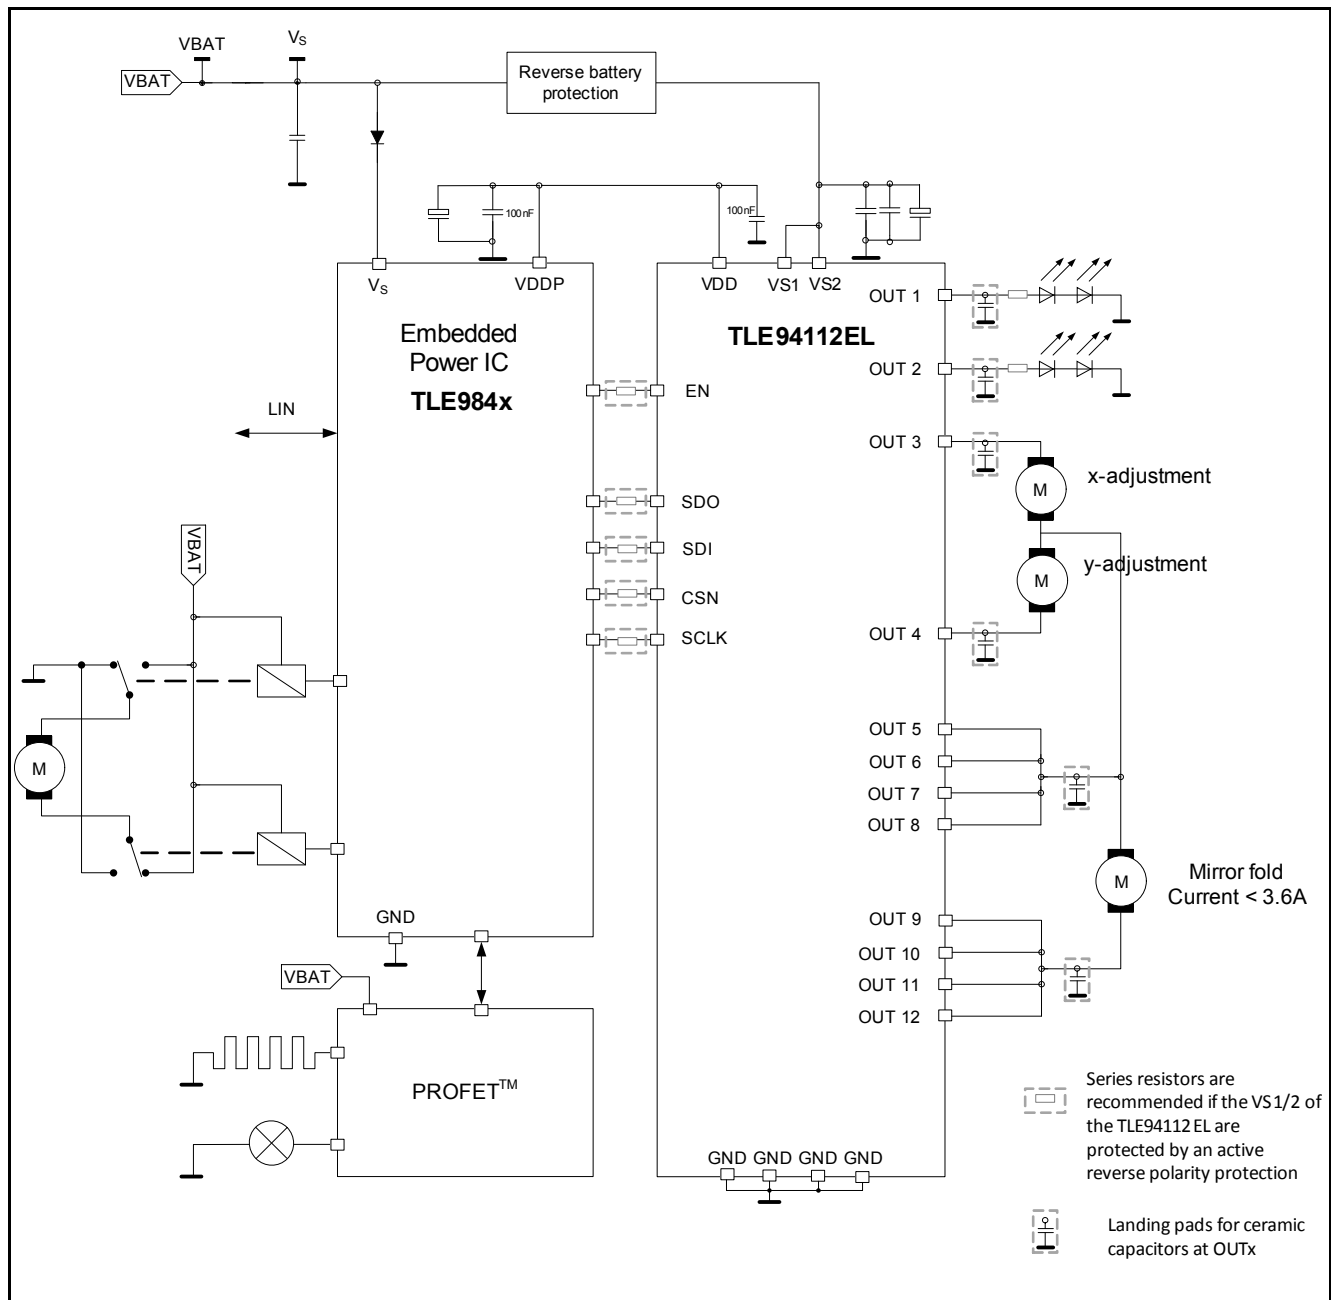 VBAT
VS
VBAT
Reverse battery
protection
100nF
100nF
VS
VDDP
VDD
VS1
VS2
OUT 1
Embedded
Power IC
TLE984x
TLE94112EL
OUT 2
EN
LIN
OUT 3
x-adjustment
M
SDO
VBAT
SDI
y-adjustment
M
CSN
SCLK
OUT 4
OUT 5
OUT 6
M
OUT 7
OUT 8
M
Mirror fold
Current < 3.6A
GND
OUT 9
OUT 10
VBAT
OUT 11
OUT 12
PROFET™
Series resistors are
recommended if the VS1/2 of
the TLE94112EL are
protected by an active
reverse polarity protection
GND GND GND GND
Landing pads for ceramic
capacitors at OUTx